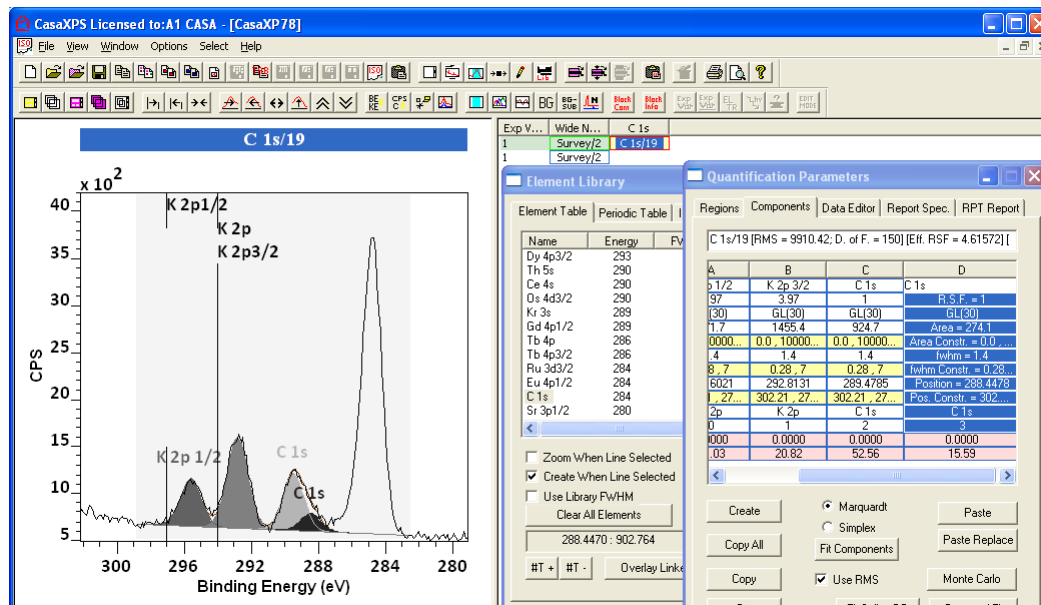 CasaXPS Licensed to:A1 CASA - [CasaXP78]
File View Window Options Select Help
C 1s/19
x 10²
K 2p1/2
K 2p
K 2p3/2
40
35
30
25
20
15
10
5
CPS
K 2p 1/2
C 1s
C 1s
300 296 292 288 284 280
Binding Energy (eV)
Exp V... Wide N... C 1s
1 Survey/2 C 1s/19
1 Survey/2
Element Library
Element Table Periodic Table
Name Energy
Dy 4p3/2 293
Th 5s 290
Ce 4s 290
Os 4d3/2 290
Kr 3s 289
Gd 4p1/2 289
Tb 4p 286
Tb 4p3/2 286
Ru 3d3/2 284
Eu 4p1/2 284
C 1s 284
Sr 3p1/2 280
Zoom When Line Selected
Create When Line Selected
Use Library FWHM
Clear All Elements
288.4470 : 902.764
#T + #T - Overlay Linke
Quantification Parameters
Regions Components Data Editor Report Spec. RPT Report
C 1s/19 [RMS = 9910.42; D. of F. = 150] [Eff. RSF = 4.61572] [
A B C D
1/2 K 2p 3/2 C 1s C 1s
97 3.97 1 R.S.F. = 1
(30) GL(30) GL(30) GL(30)
1.7 1455.4 924.7 Area = 274.1
0000... 0.0 , 10000... 0.0 , 10000... Area Constr. = 0.0 , ...
.4 1.4 1.4 fwhm = 1.4
8 , 7 0.28 , 7 0.28 , 7 fwhm Constr. = 0.28...
6021 292.8131 289.4785 Position = 288.4478
, 27... 302.21 , 27... 302.21 , 27... Pos. Constr. = 302....
2p K 2p C 1s C 1s
0 1 2 3
0000 0.0000 0.0000 0.0000
.03 20.82 52.56 15.59
Create Marquardt Paste
Simplex
Copy All Fit Components Paste Replace
Copy Use RMS Monte Carlo